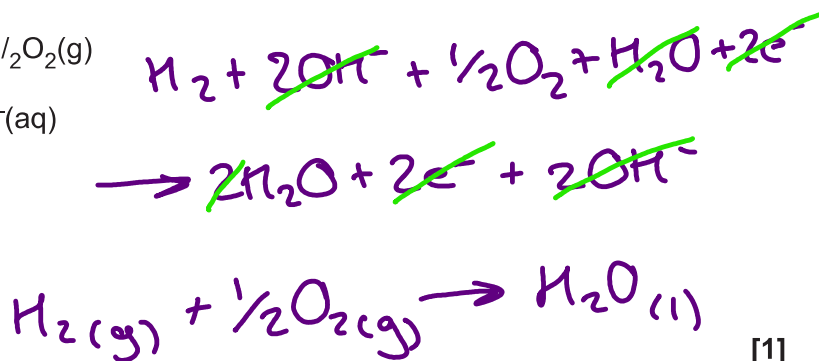 /₂O₂(g)
H₂ + 2OH⁻ + 1/2O₂ + H₂O + 2e⁻
⁻(aq)
→ 2H₂O + 2e⁻ + 2OH⁻
H₂(g) + 1/2O₂(g) → H₂O(l)
[1]